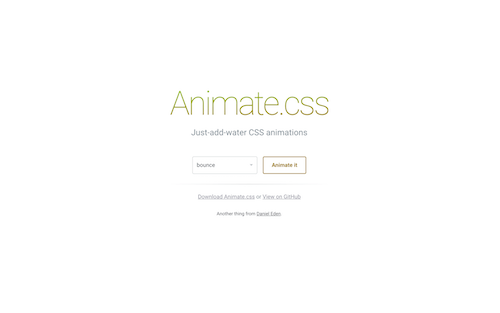 Animate.css
Just-add-water CSS animations
bounce
Animate it
Download Animate.css or View on GitHub
Another thing from Daniel Eden.